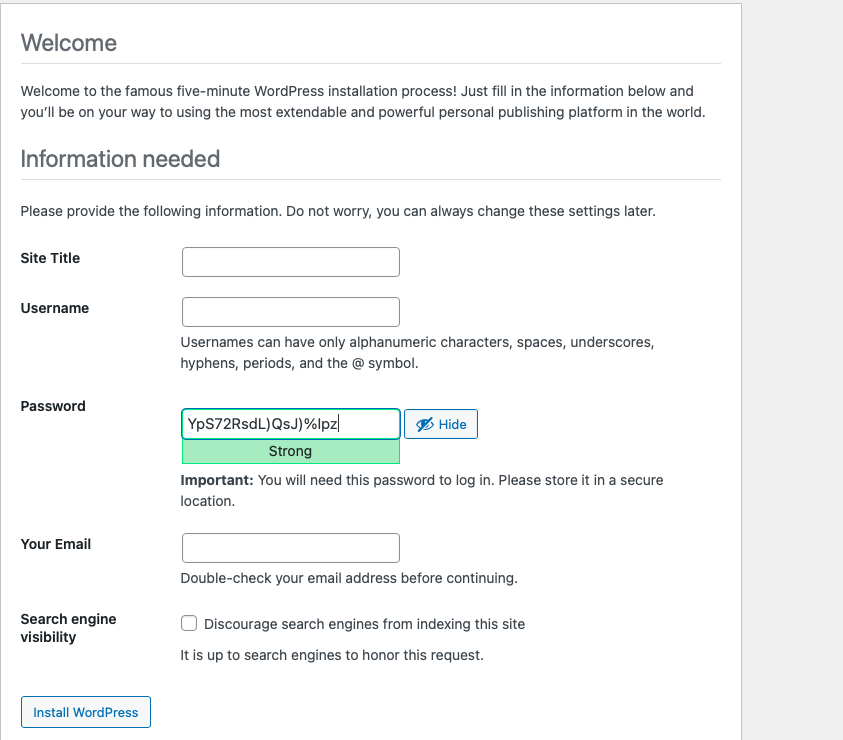 Welcome
Welcome to the famous five-minute WordPress installation process! Just fill in the information below and
you’ll be on your way to using the most extendable and powerful personal publishing platform in the world.
Information needed
Please provide the following information. Do not worry, you can always change these settings later.
Site Title
Username
Usernames can have only alphanumeric characters, spaces, underscores,
hyphens, periods, and the @ symbol.
Password
YpS72RsdL)QsJ)%lpz
Hide
Strong
Important: You will need this password to log in. Please store it in a secure
location.
Your Email
Double-check your email address before continuing.
Search engine
visibility
Discourage search engines from indexing this site
It is up to search engines to honor this request.
Install WordPress